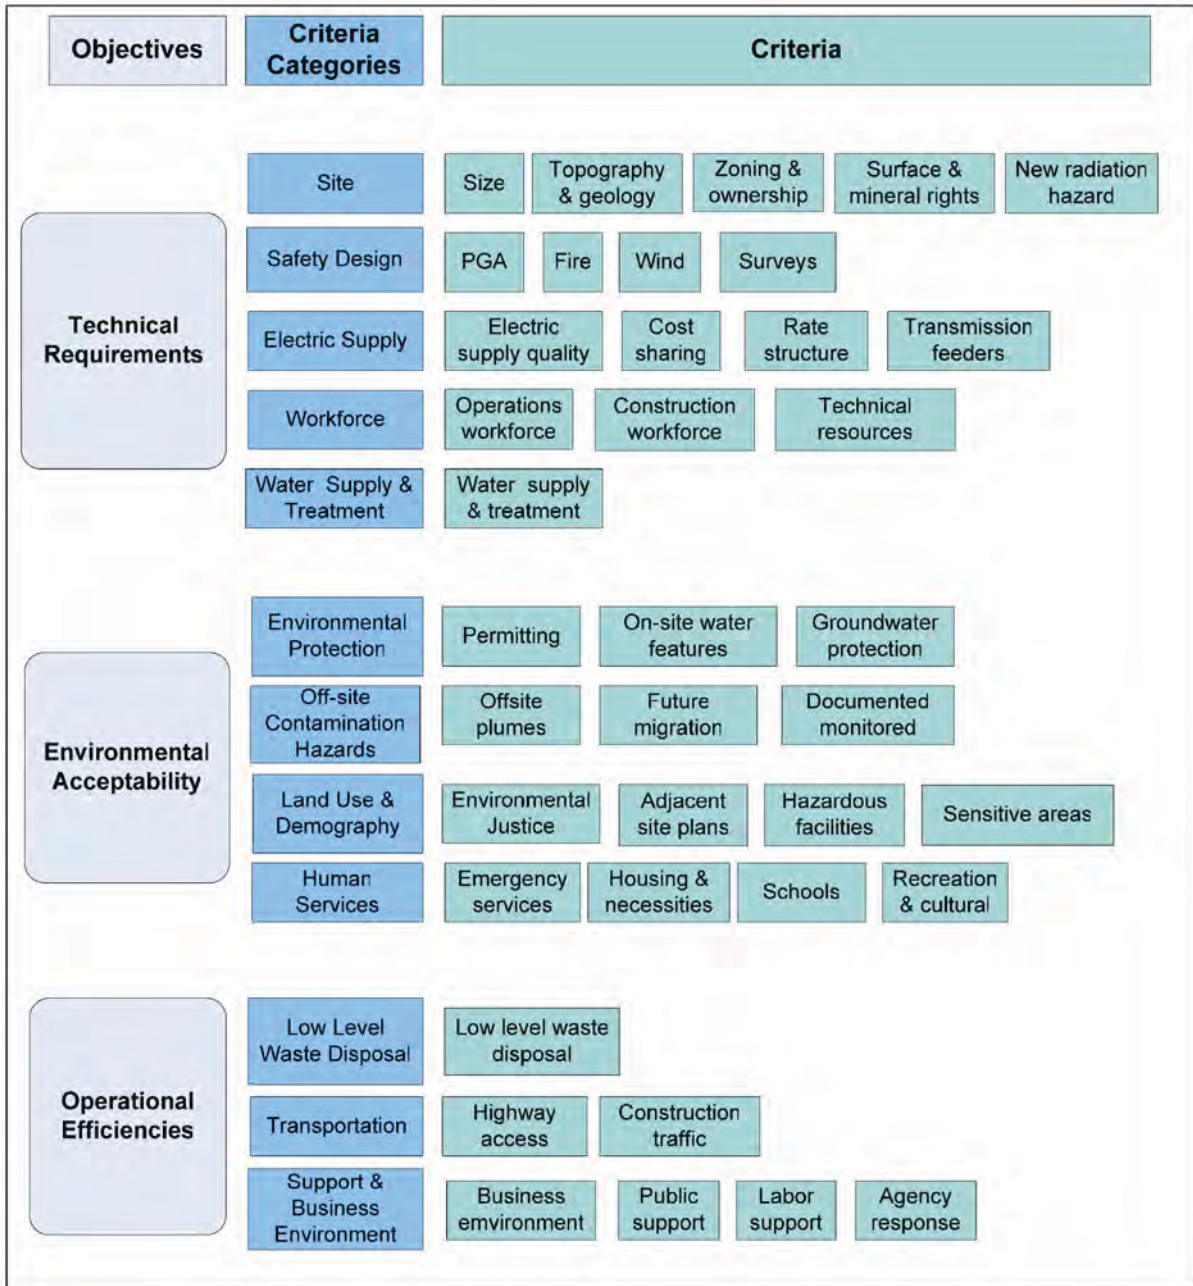 Objectives
Criteria
Categories
Criteria
Technical
Requirements
Site
Size
Topography
& geology
Zoning &
ownership
Surface &
mineral rights
New radiation
hazard
Safety Design
PGA
Fire
Wind
Surveys
Electric Supply
Electric
supply quality
Cost
sharing
Rate
structure
Transmission
feeders
Workforce
Operations
workforce
Construction
workforce
Technical
resources
Water Supply &
Treatment
Water supply
& treatment
Environmental
Acceptability
Environmental
Protection
Permitting
On-site water
features
Groundwater
protection
Off-site
Contamination
Hazards
Offsite
plumes
Future
migration
Documented
monitored
Land Use &
Demography
Environmental
Justice
Adjacent
site plans
Hazardous
facilities
Sensitive areas
Human
Services
Emergency
services
Housing &
necessities
Schools
Recreation
& cultural
Operational
Efficiencies
Low Level
Waste Disposal
Low level waste
disposal
Transportation
Highway
access
Construction
traffic
Support &
Business
Environment
Business
emvironment
Public
support
Labor
support
Agency
response